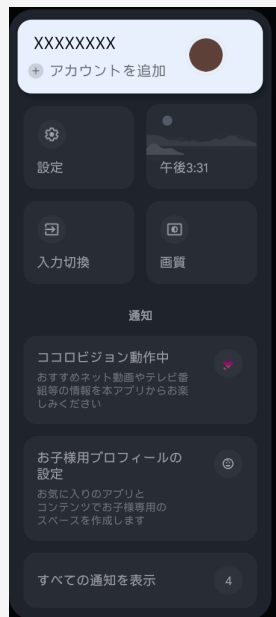 XXXXXXXX
アカウントを追加
設定
午後3:31
入力切換
画質
通知
ココロビジョン動作中
おすすめネット動画やテレビ番
組等の情報を本アプリからお楽
しみください
お子様用プロフィールの
設定
お気に入りのアプリと
コンテンツでお子様専用の
スペースを作成します
すべての通知を表示
4